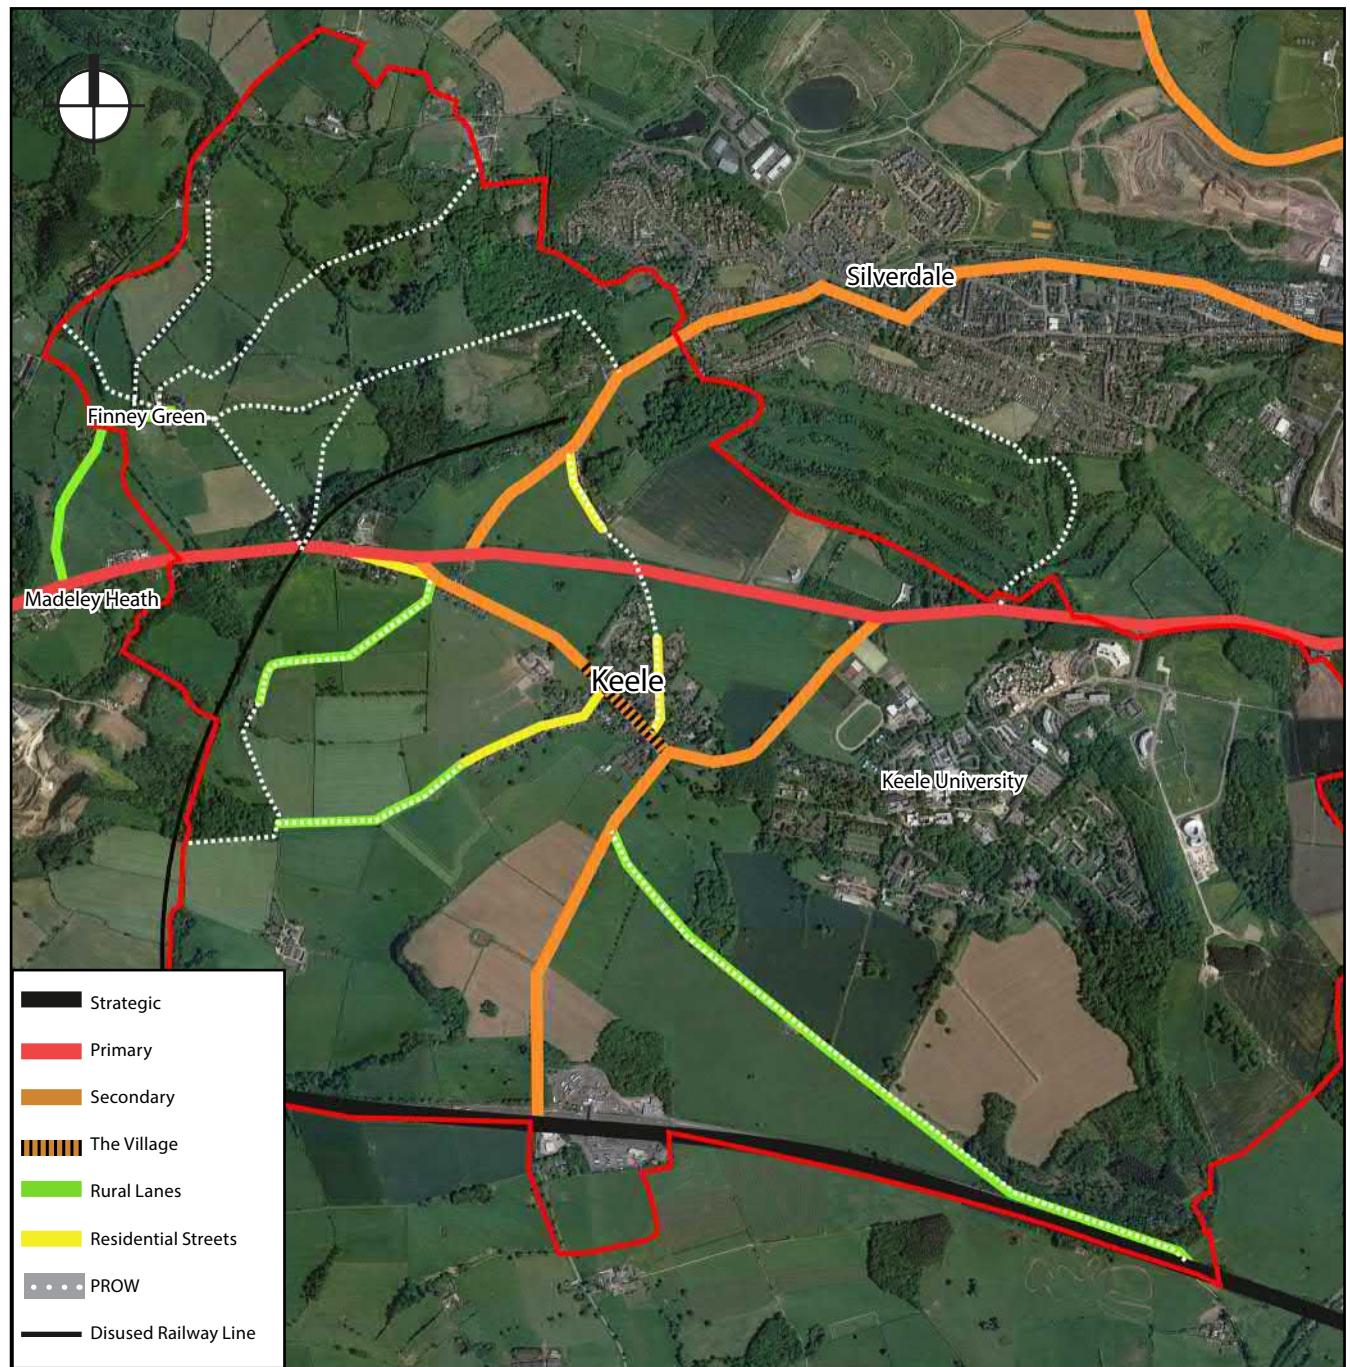 N
Silverdale
Finney Green
Madeley Heath
Keele
Keele University
Strategic
Primary
Secondary
The Village
Rural Lanes
Residential Streets
PROW
Disused Railway Line